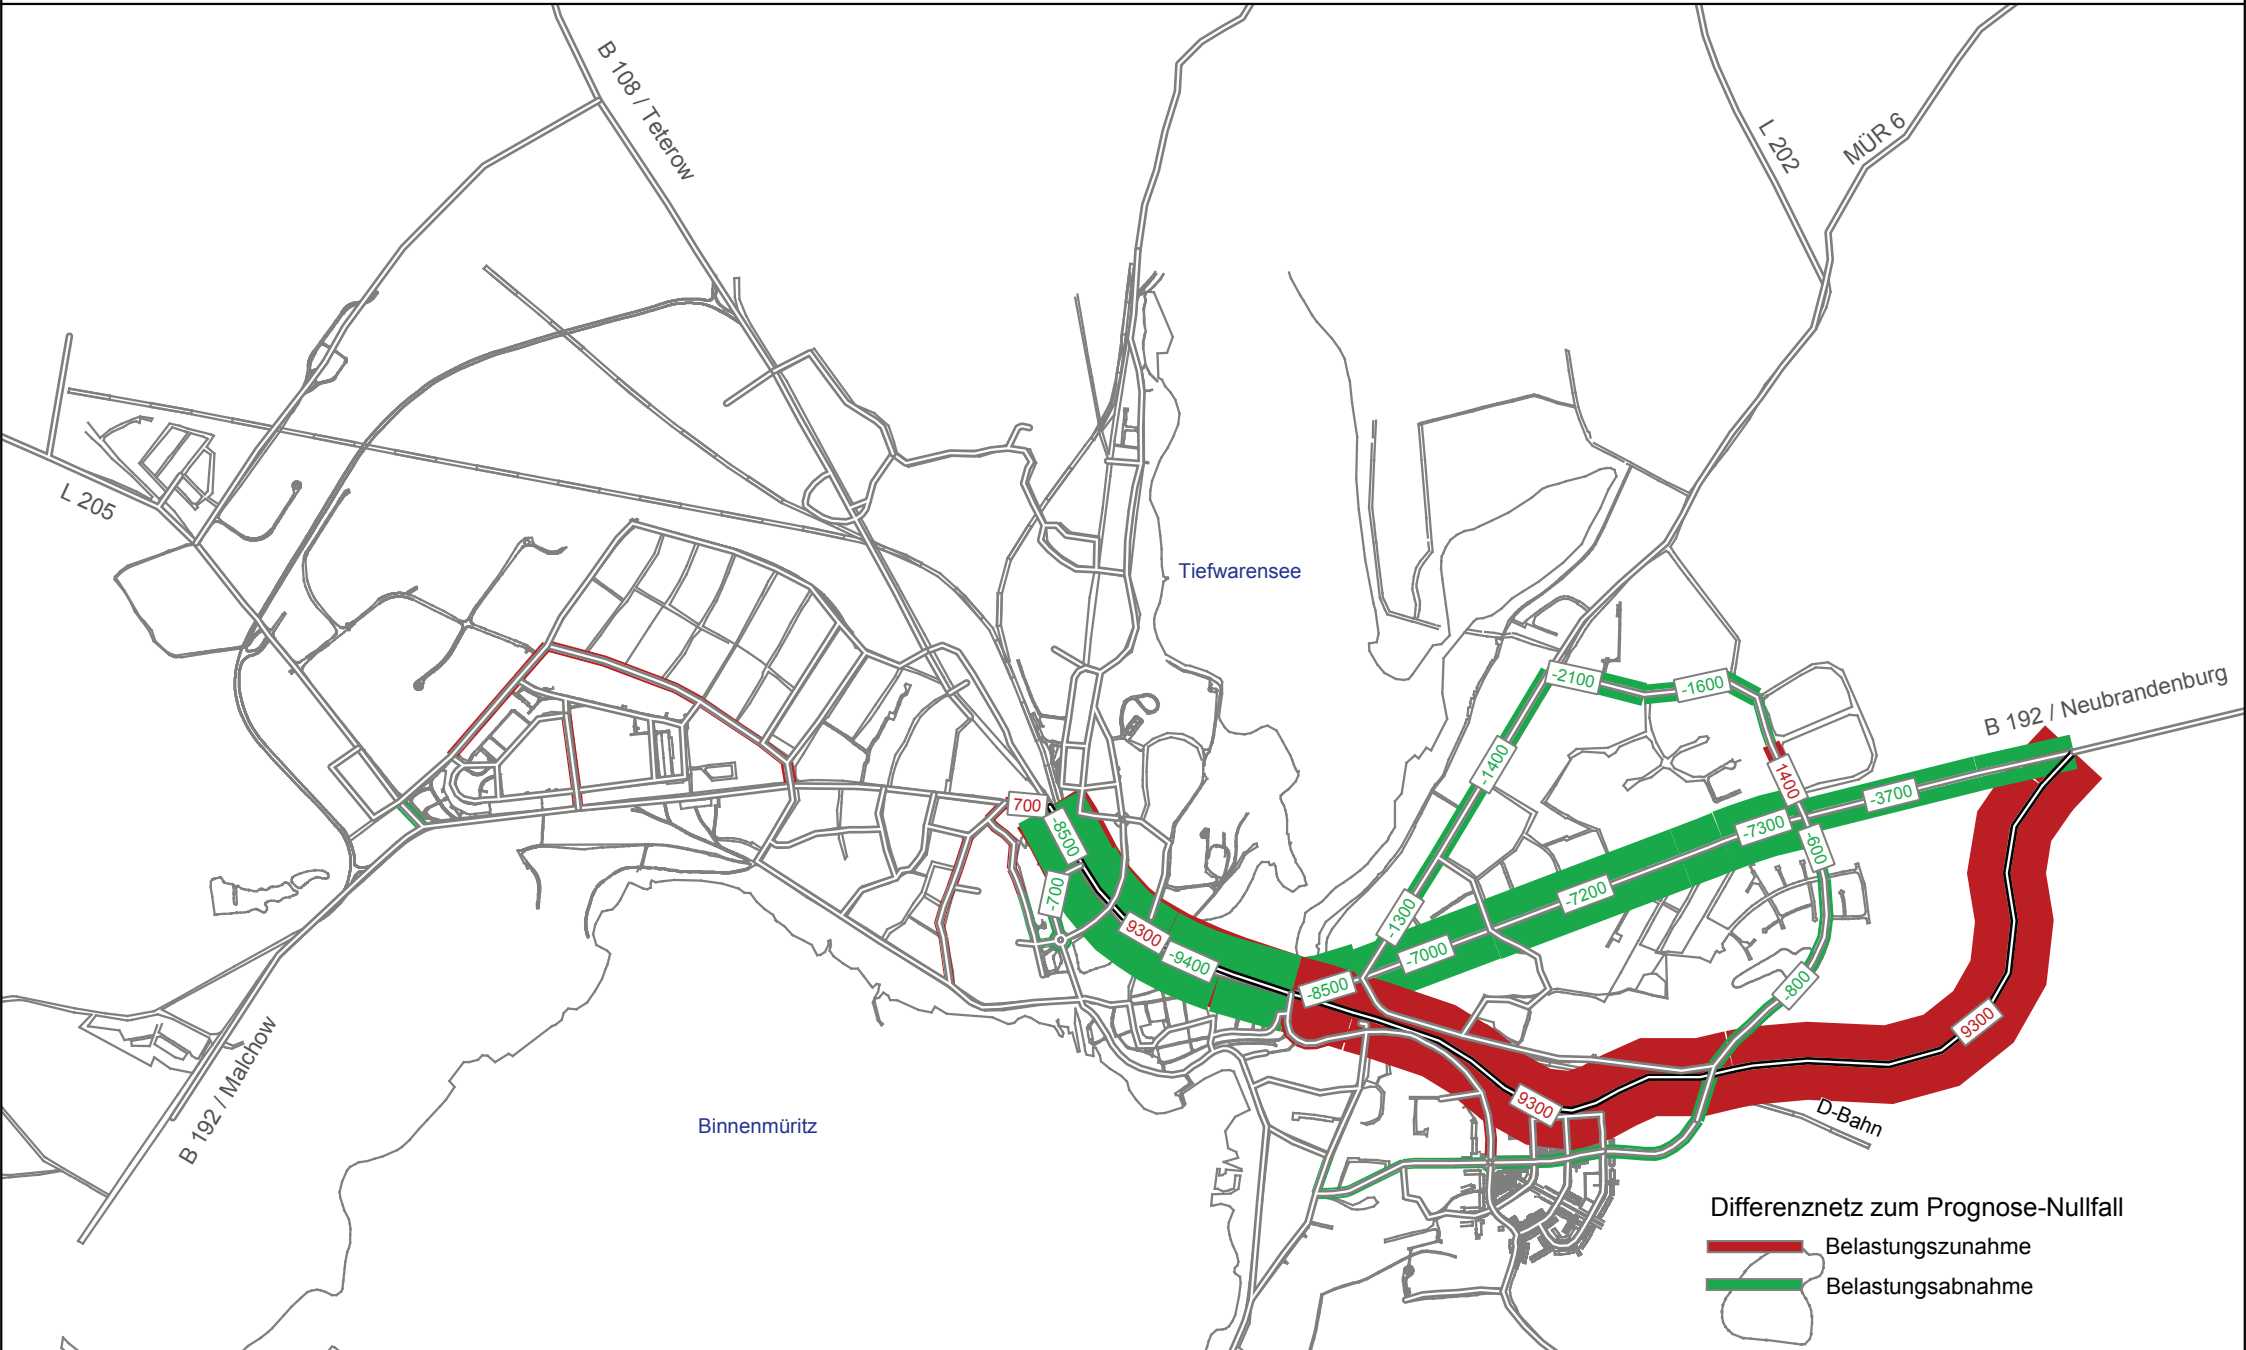 B 108 / Teterow
L 202
MÜR 6
L 205
Tiefwarensee
B 192 / Neubrandenburg
-2100
-1600
-1400
1400
-3700
700
-8500
-7300
-600
-7200
-700
-1300
9300
-9400
-7000
-8500
-800
9300
9300
B 192 / Malchow
Binnenmüritz
D-Bahn
Differenznetz zum Prognose-Nullfall
Belastungszunahme
Belastungsabnahme